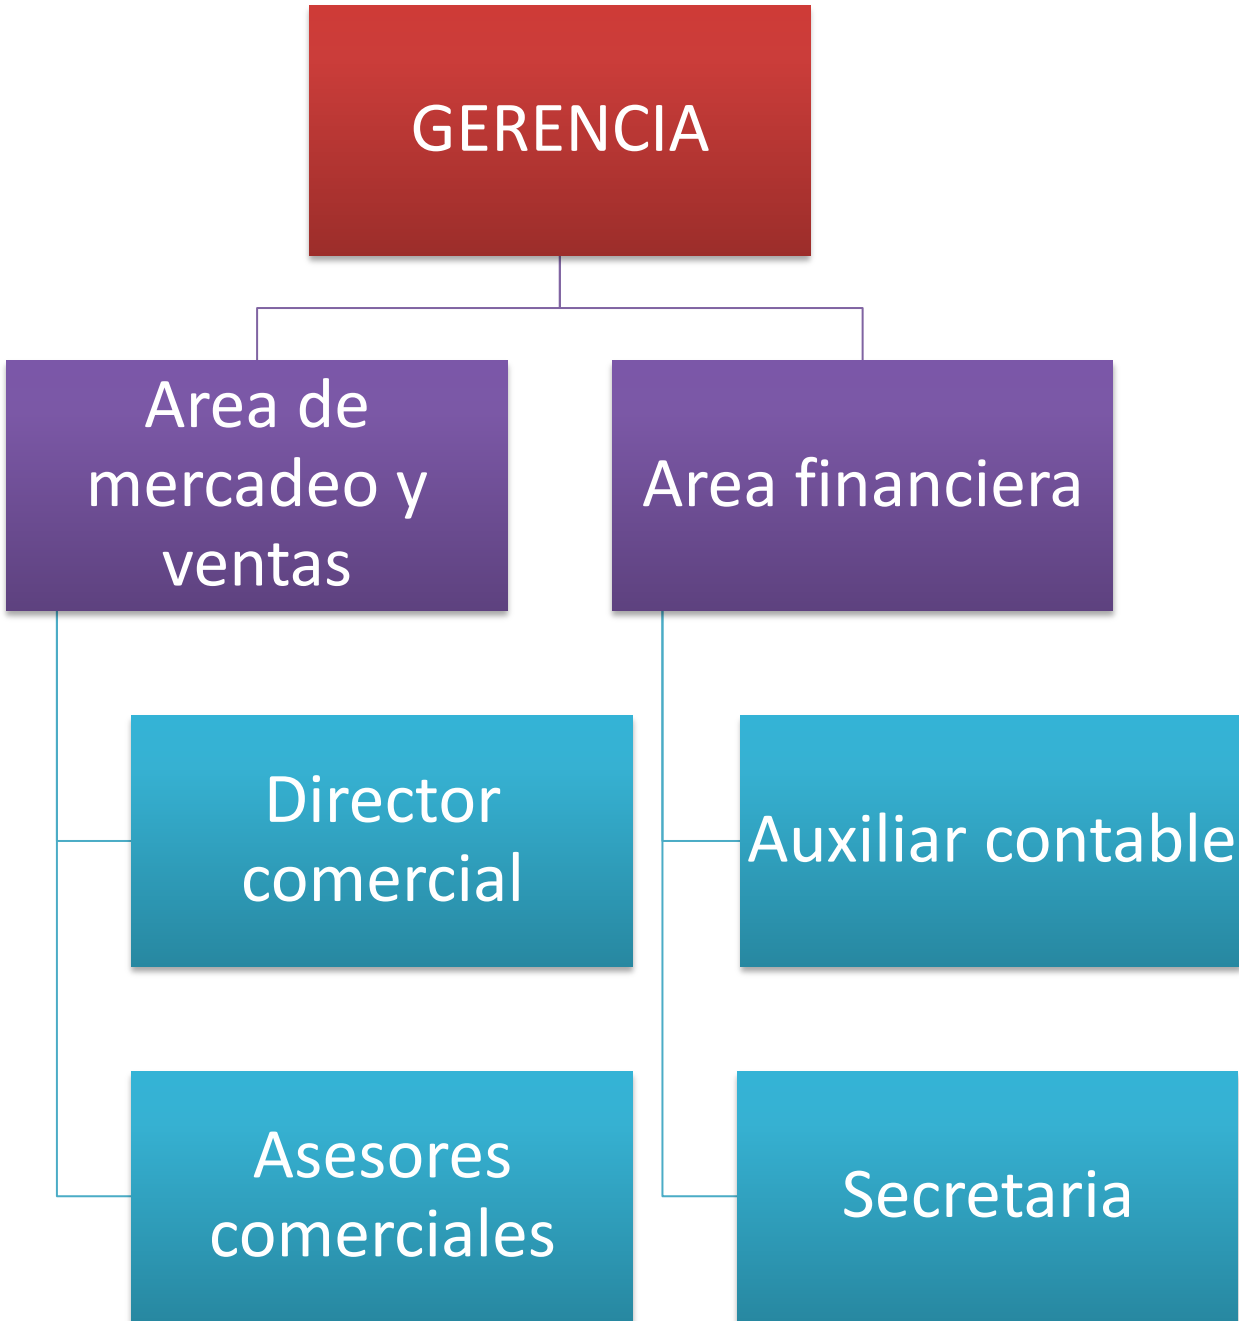 GERENCIA
Area de
mercadeo y
ventas
Area financiera
Director
comercial
Auxiliar contable
Asesores
comerciales
Secretaria